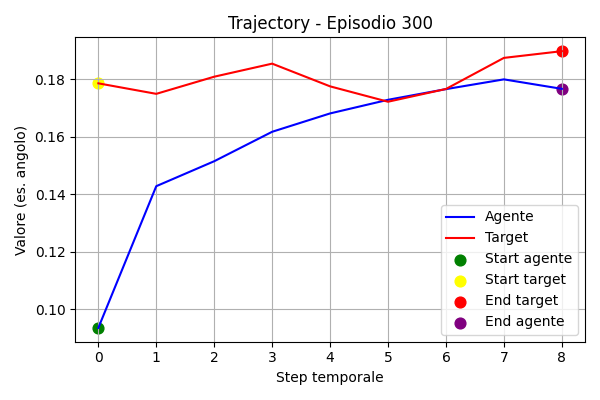 Trajectory - Episodio 300
Valore (es. angolo)
0.18
0.16
0.14
0.12
0.10
0 1 2 3 4 5 6 7 8
Step temporale
Agente
Target
Start agente
Start target
End target
End agente